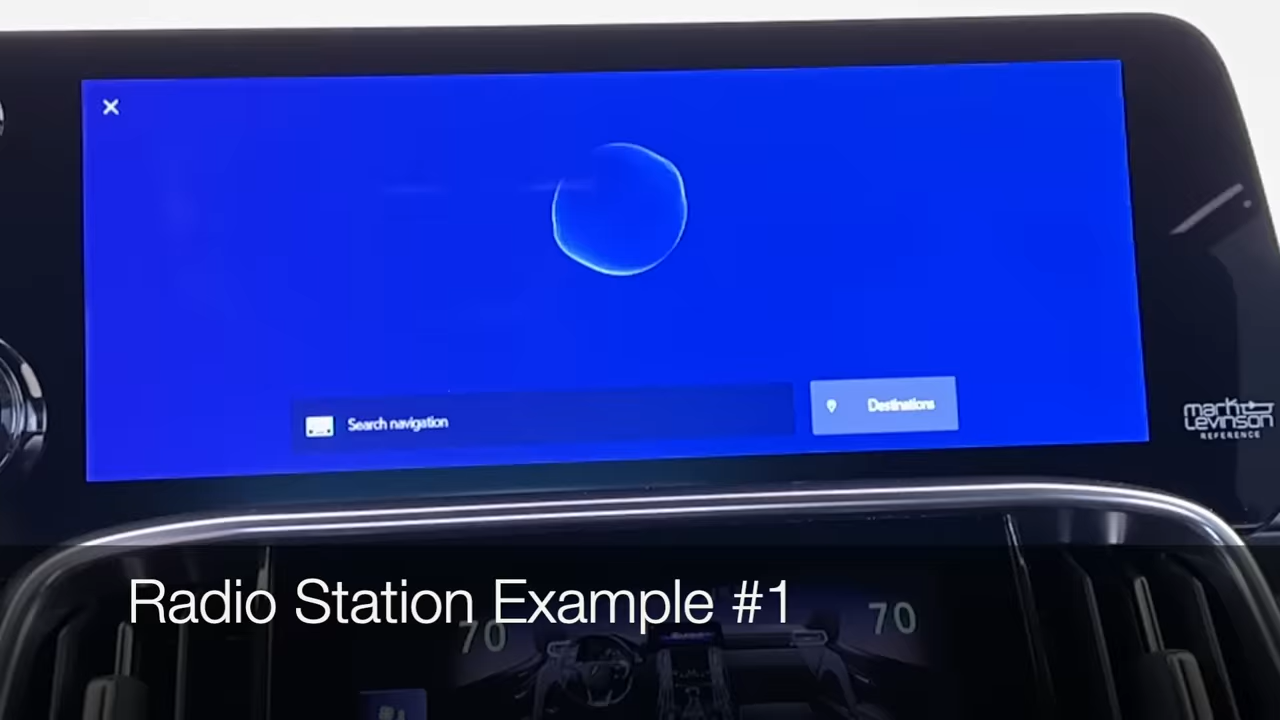 Search navigation
Destinations
mark
Levinson
REFERENCE
Radio Station Example #1
70
70